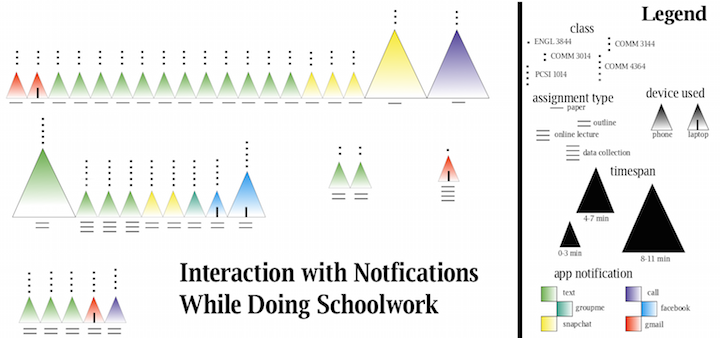 Interaction with Notfications
While Doing Schoolwork
Legend
class
ENGL 3844
COMM 3144
COMM 3014
COMM 4364
PCSI 1014
assignment type
paper
outline
online lecture
data collection
device used
phone
laptop
timespan
4-7 min
0-3 min
8-11 min
app notification
text
call
groupme
facebook
snapchat
gmail